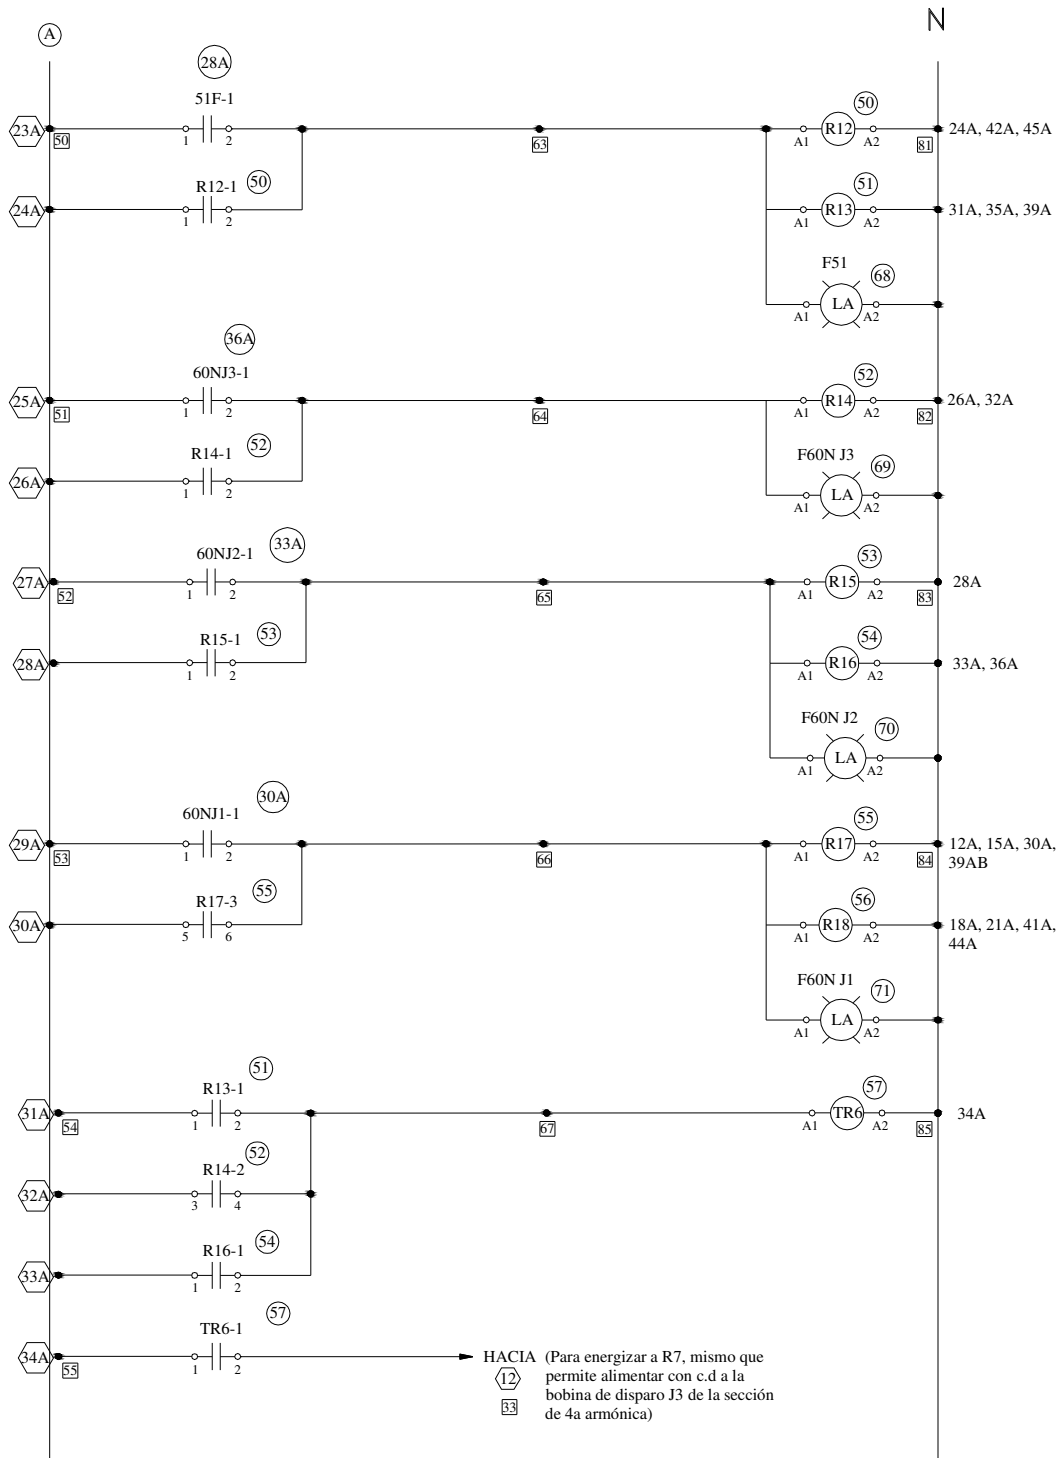 A N
28A
51F-1 50
23A 50 1 2 63 A1 R12 A2 81 24A, 42A, 45A
R12-1 50 51
24A 1 2 A1 R13 A2 31A, 35A, 39A
F51 68
A1 LA A2
36A
60NJ3-1 52
25A 51 1 2 64 A1 R14 A2 82 26A, 32A
R14-1 52 F60N J3 69
26A 1 2 A1 LA A2
33A
60NJ2-1 53
27A 52 1 2 65 A1 R15 A2 83 28A
R15-1 53 54
28A 1 2 A1 R16 A2 33A, 36A
F60N J2 70
A1 LA A2
30A
60NJ1-1 55
29A 53 1 2 66 A1 R17 A2 84 12A, 15A, 30A,
39AB
R17-3 55 56
30A 5 6 A1 R18 A2 18A, 21A, 41A,
44A
F60N J1 71
A1 LA A2
R13-1 51 57
31A 54 1 2 67 A1 TR6 A2 85 34A
R14-2 52
32A 3 4
R16-1 54
33A 1 2
TR6-1 57
34A 55 1 2 HACIA (Para energizar a R7, mismo que
12 permite alimentar con c.d a la
33 bobina de disparo J3 de la sección
de 4a armónica)